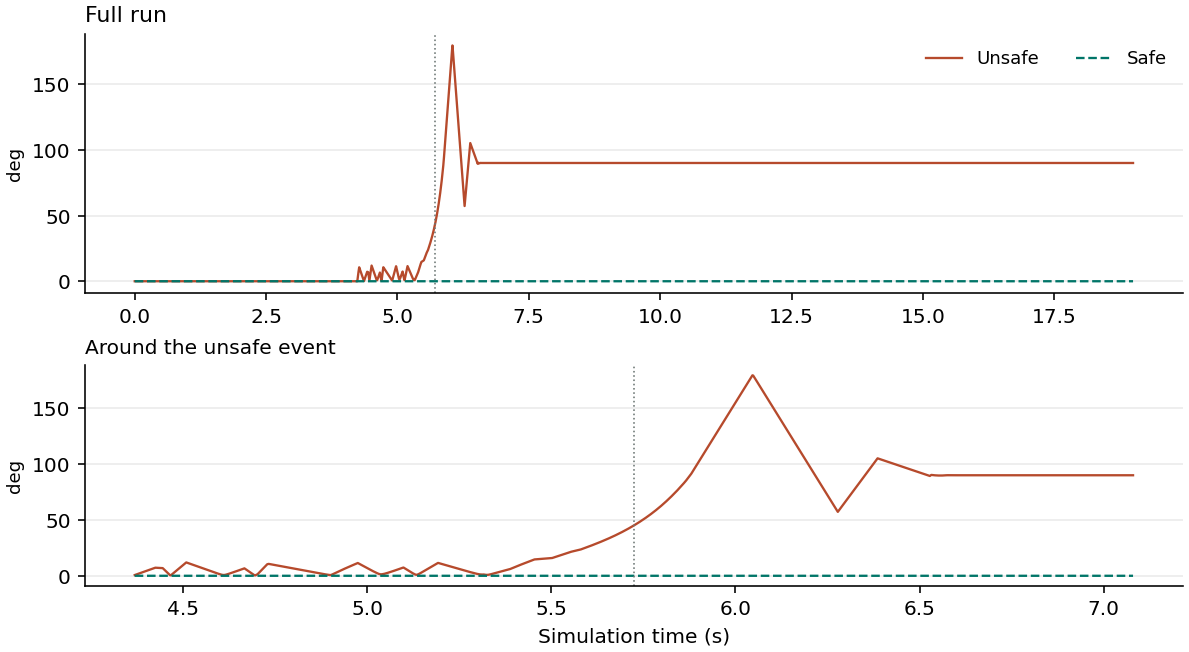 Full run
Unsafe Safe
150
100
50
0
deg
0.0 2.5 5.0 7.5 10.0 12.5 15.0 17.5
Around the unsafe event
150
100
50
0
deg
4.5 5.0 5.5 6.0 6.5 7.0
Simulation time (s)